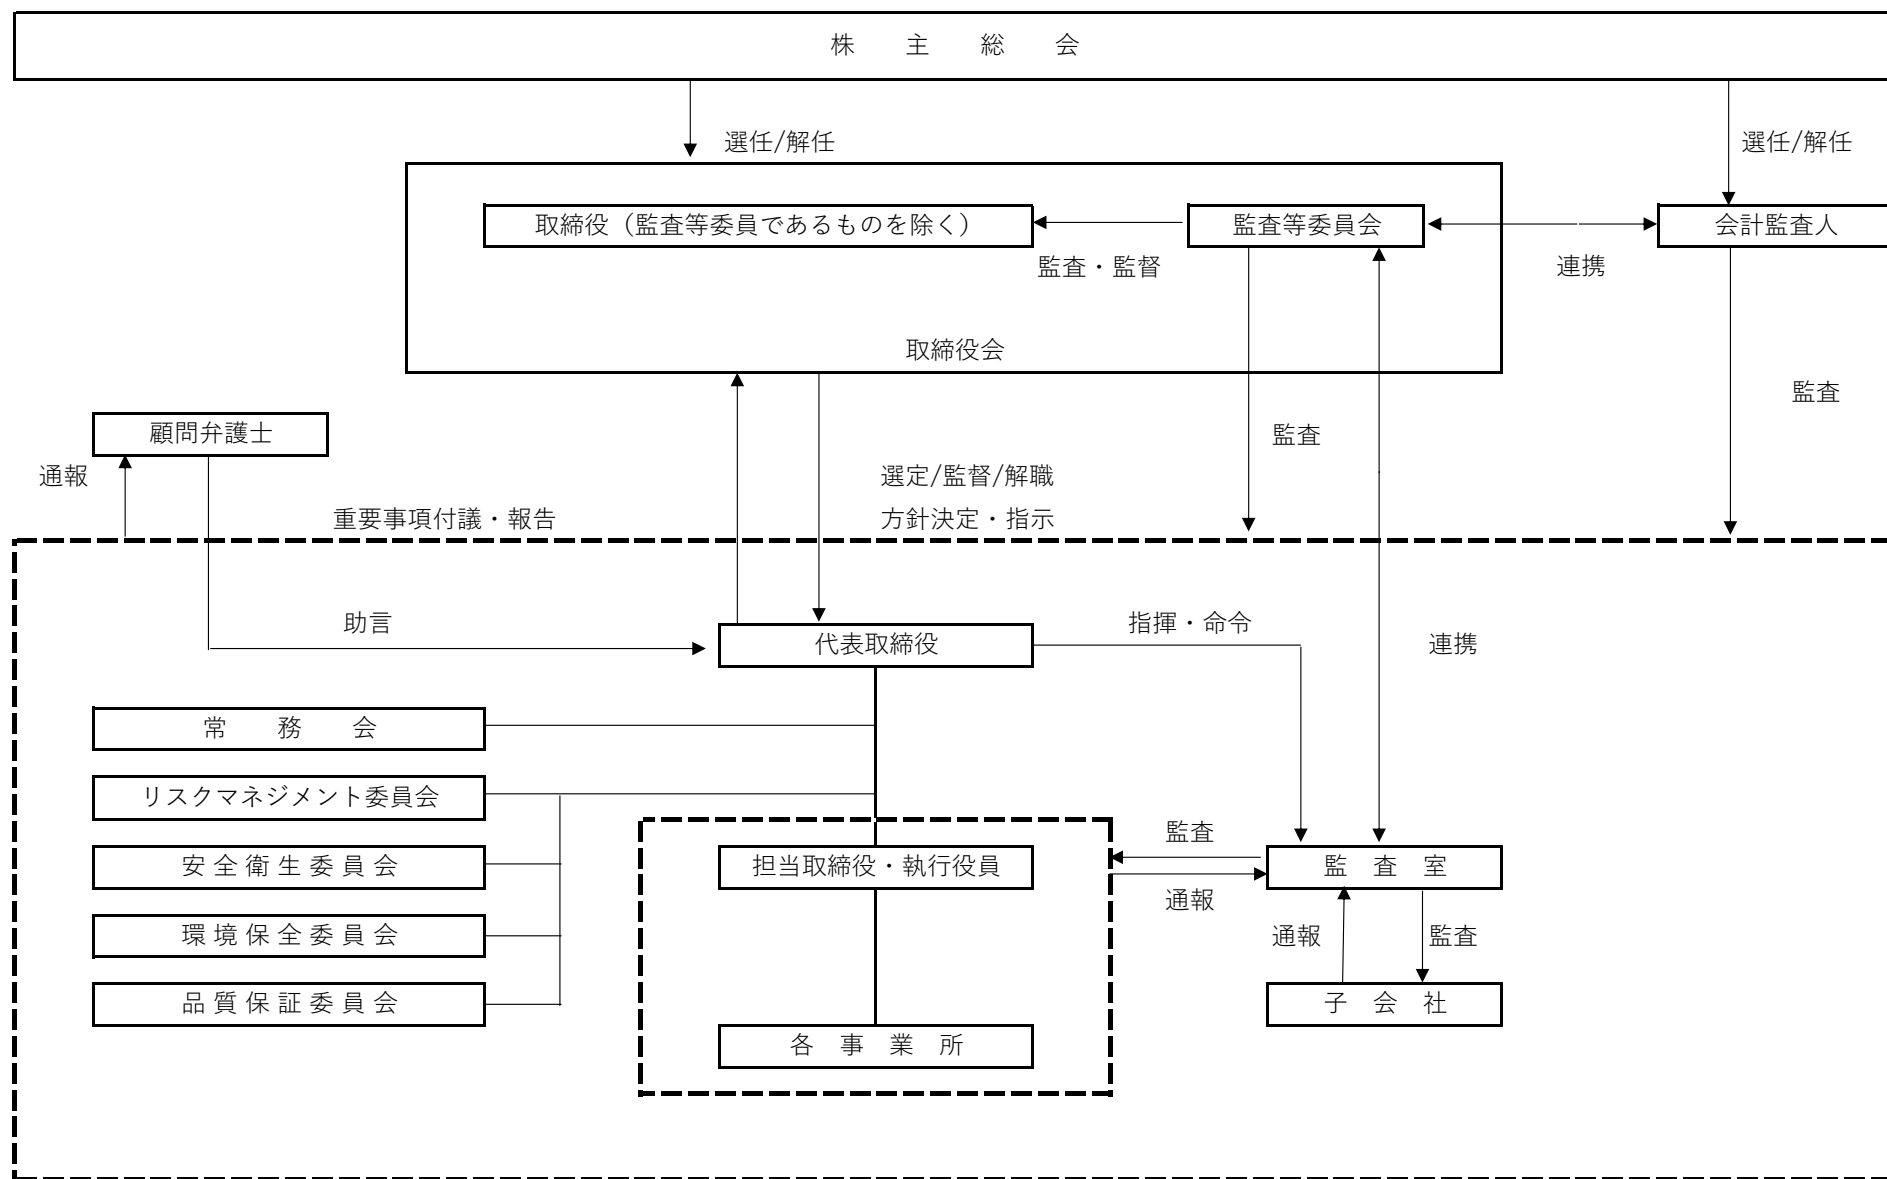 株　主　総　会
選任/解任
選任/解任
取締役（監査等委員であるものを除く）
監査等委員会
会計監査人
監査・監督
連携
取締役会
監査
顧問弁護士
監査
通報
選定/監督/解職
重要事項付議・報告
方針決定・指示
助言
指揮・命令
代表取締役
連携
常　務　会
リスクマネジメント委員会
監査
安全衛生委員会
担当取締役・執行役員
監　査　室
通報
環境保全委員会
通報
監査
品質保証委員会
子　会　社
各　事　業　所